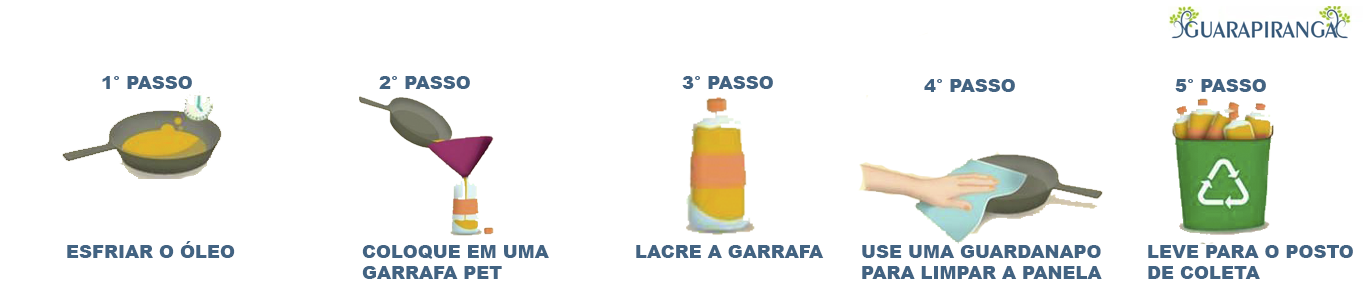 GUARAPIRANGA
1° PASSO
2° PASSO
3° PASSO
4° PASSO
5° PASSO
ESFRIAR O ÓLEO
COLOQUE EM UMA
GARRAFA PET
LACRE A GARRAFA
USE UMA GUARDANAPO
PARA LIMPAR A PANELA
LEVE PARA O POSTO
DE COLETA